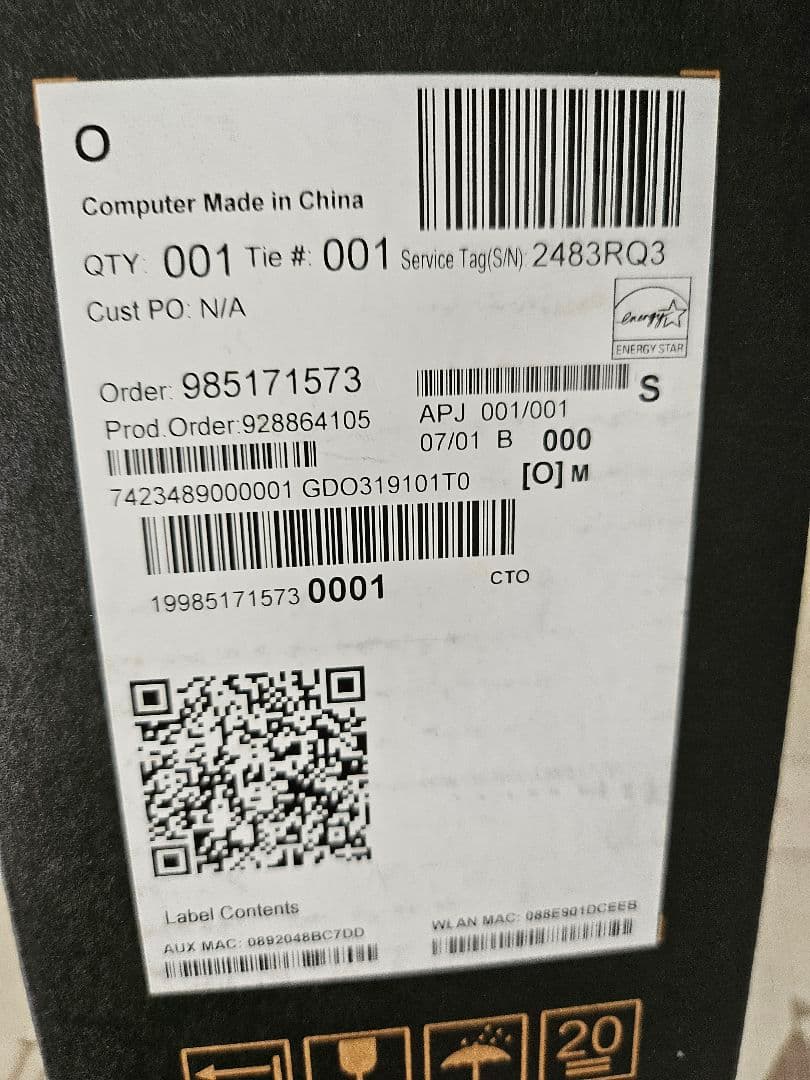 O
Computer Made in China
QTY: 001 Tie #: 001 Service Tag(S/N): 2483RQ3
Cust PO: N/A
energy
ENERGY STAR
Order: 985171573
S
Prod.Order:928864105
APJ 001/001
07/01 B 000
7423489000001 GDO319101T0
[O] M
19985171573 0001
CTO
Label Contents
AUX MAC: 0892048BC7DD
WLAN MAC: 088E901DCEEB
20